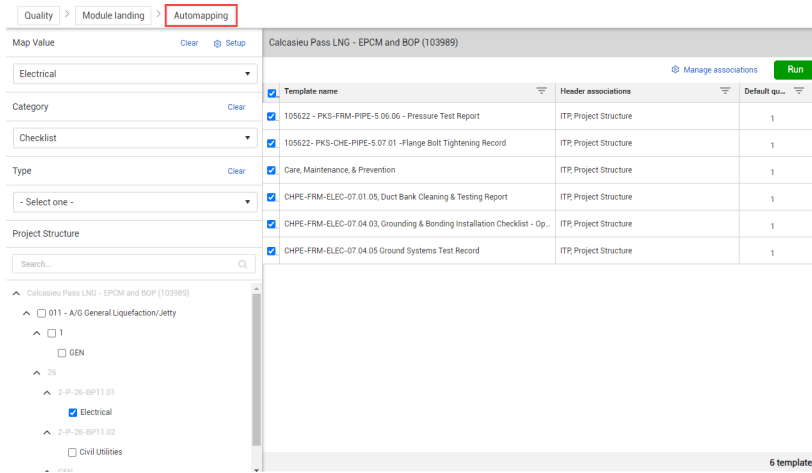 Quality > Module landing > Automapping
Map Value Clear Setup
Electrical
Category Clear
Checklist
Type Clear
- Select one -
Project Structure
Search...
Calcasieu Pass LNG - EPCM and BOP (103989)
011 - A/G General Liquefaction/Jetty
1
GEN
26
2-P-26-BP11.01
Electrical
2-P-26-BP11.02
Civil Utilities
GEN
Calcasieu Pass LNG - EPCM and BOP (103989)
Manage associations Run
Template name Header associations Default qu...
105622 - PKS-FRM-PIPE-5.06.06 - Pressure Test Report ITP, Project Structure 1
105622- PKS-CHE-PIPE-5.07.01 -Flange Bolt Tightening Record ITP, Project Structure 1
Care, Maintenance, & Prevention ITP, Project Structure 1
CHPE-FRM-ELEC-07.01.05, Duct Bank Cleaning & Testing Report ITP, Project Structure 1
CHPE-FRM-ELEC-07.04.03, Grounding & Bonding Installation Checklist - Op... ITP, Project Structure 1
CHPE-FRM-ELEC-07.04.05 Ground Systems Test Record ITP, Project Structure 1
6 template